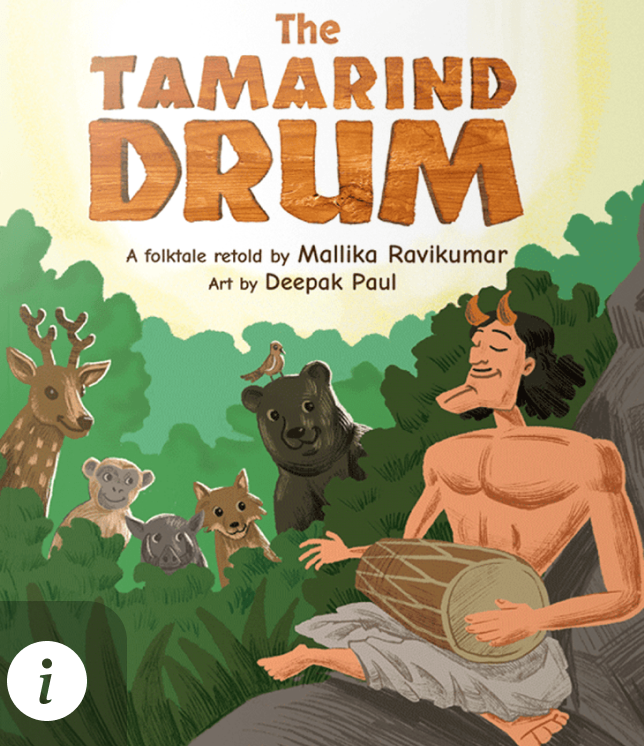 The
TAMARIND
DRUM
A folktale retold by Mallika Ravikumar
Art by Deepak Paul
i